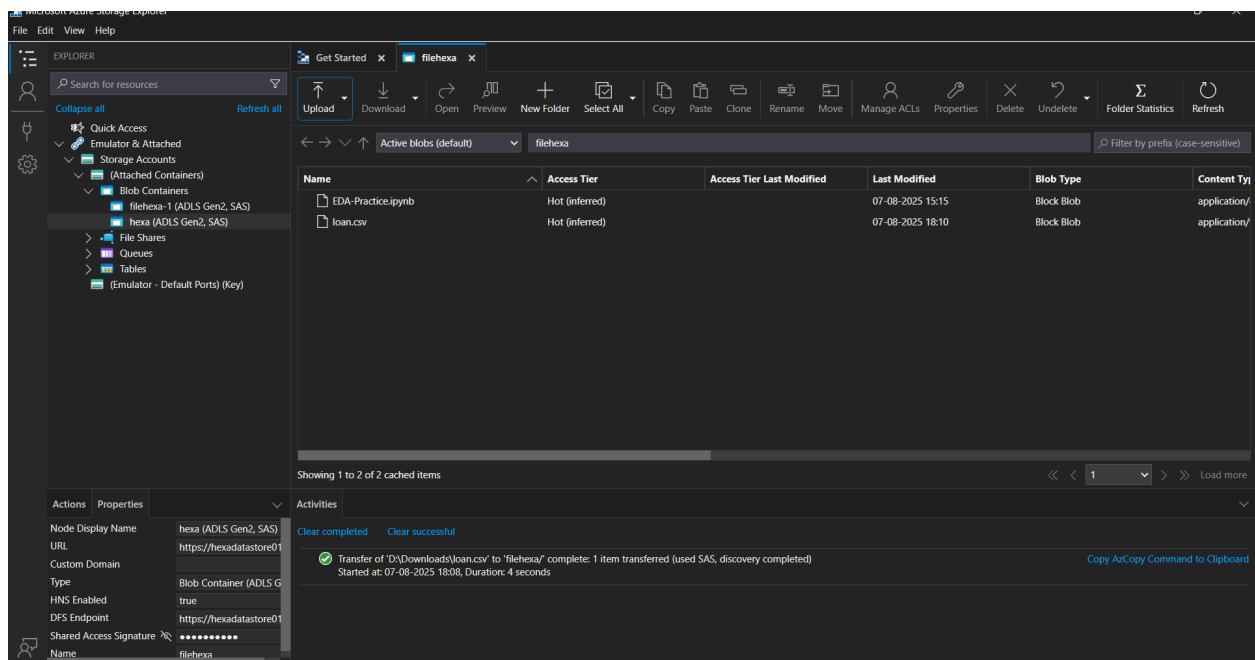 Microsoft Azure Storage Explorer
File Edit View Help
EXPLORER
Search for resources
Collapse all Refresh all
Quick Access
Emulator & Attached
Storage Accounts
(Attached Containers)
Blob Containers
filehexa-1 (ADLS Gen2, SAS)
hexa (ADLS Gen2, SAS)
File Shares
Queues
Tables
(Emulator - Default Ports) (Key)
Get Started filehexa
Upload Download Open Preview New Folder Select All Copy Paste Clone Rename Move Manage ACLs Properties Delete Undelete Folder Statistics Refresh
Active blobs (default) filehexa Filter by prefix (case-sensitive)
Name Access Tier Access Tier Last Modified Last Modified Blob Type Content Ty
EDA-Practice.ipynb Hot (inferred) 07-08-2025 15:15 Block Blob application/
loan.csv Hot (inferred) 07-08-2025 18:10 Block Blob application/
Showing 1 to 2 of 2 cached items 1 Load more
Actions Properties
Node Display Name hexa (ADLS Gen2, SAS)
URL https://hexadatastore01
Custom Domain
Type Blob Container (ADLS G
HNS Enabled true
DFS Endpoint https://hexadatastore01
Shared Access Signature ••••••••••
Name filehexa
Activities
Clear completed Clear successful
Transfer of 'D:\Downloads\loan.csv' to 'filehexa/' complete: 1 item transferred (used SAS, discovery completed) Copy AzCopy Command to Clipboard
Started at: 07-08-2025 18:08, Duration: 4 seconds